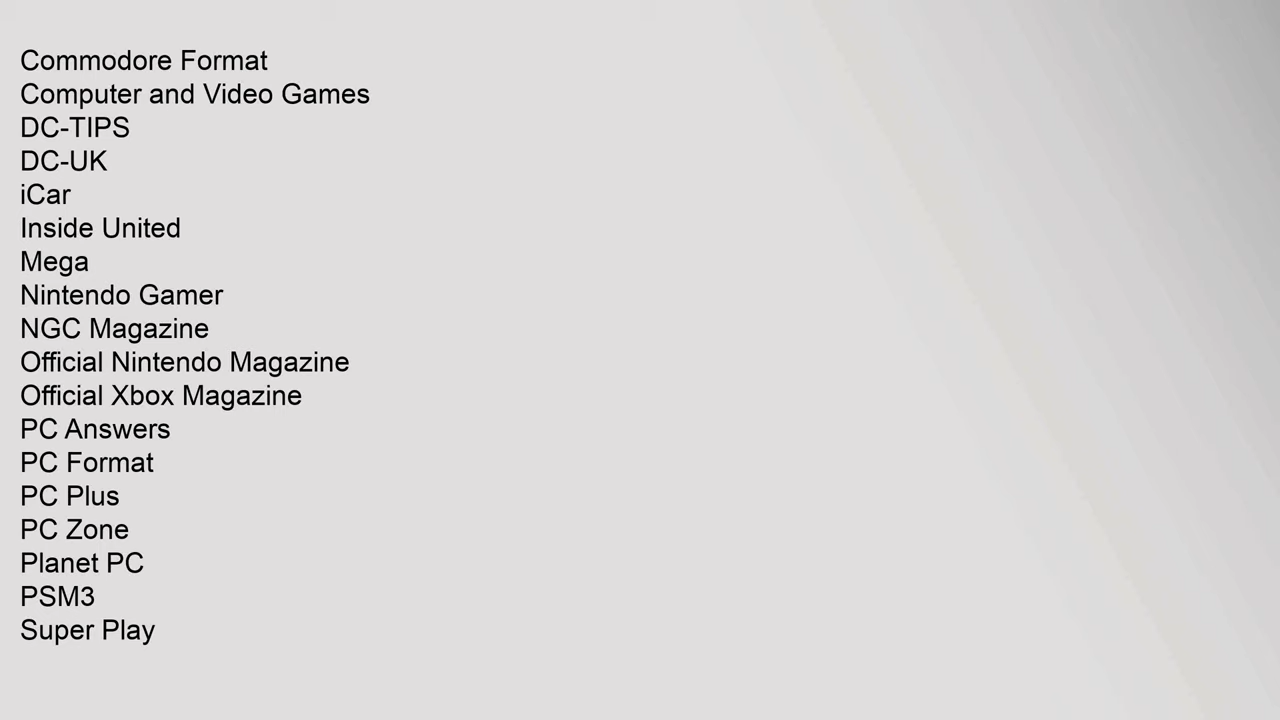 Commodore Format
Computer and Video Games
DC-TIPS
DC-UK
iCar
Inside United
Mega
Nintendo Gamer
NGC Magazine
Official Nintendo Magazine
Official Xbox Magazine
PC Answers
PC Format
PC Plus
PC Zone
Planet PC
PSM3
Super Play